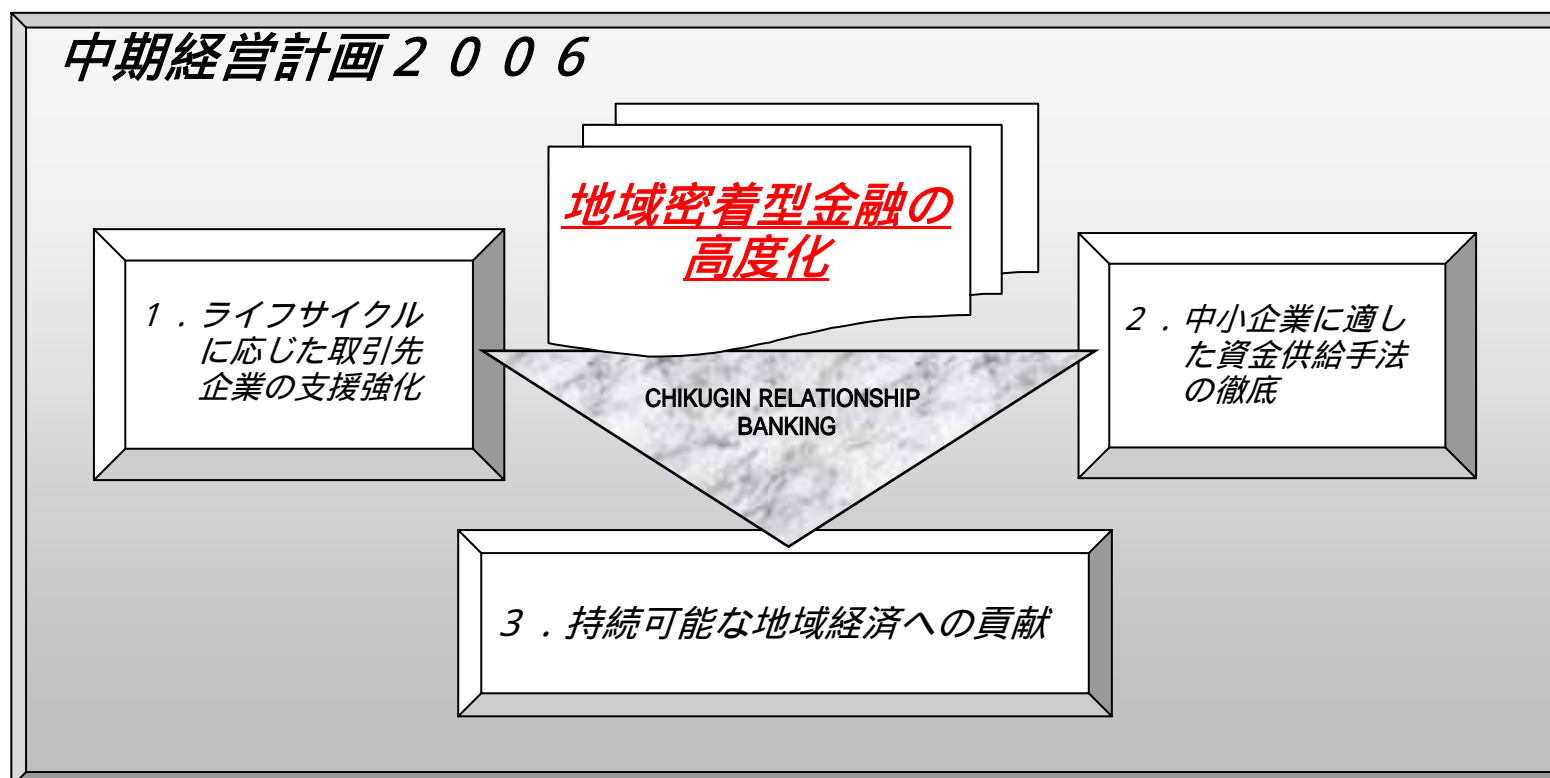 中期経営計画２００６
地域密着型金融の
高度化
１．ライフサイクル
に応じた取引先
企業の支援強化
２．中小企業に適し
た資金供給手法
の徹底
CHIKUGIN RELATIONSHIP
BANKING
３．持続可能な地域経済への貢献